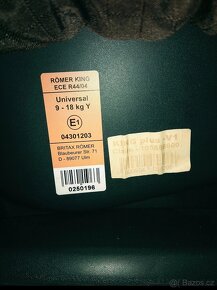 RÖMER KING
ECE R44/04
Universal
9 - 18 kg Y
E1
04301203
BRITAX RÖMER
Blaubeurer Str. 71
D - 89077 Ulm
0250196
KING plus
Bazoš.cz